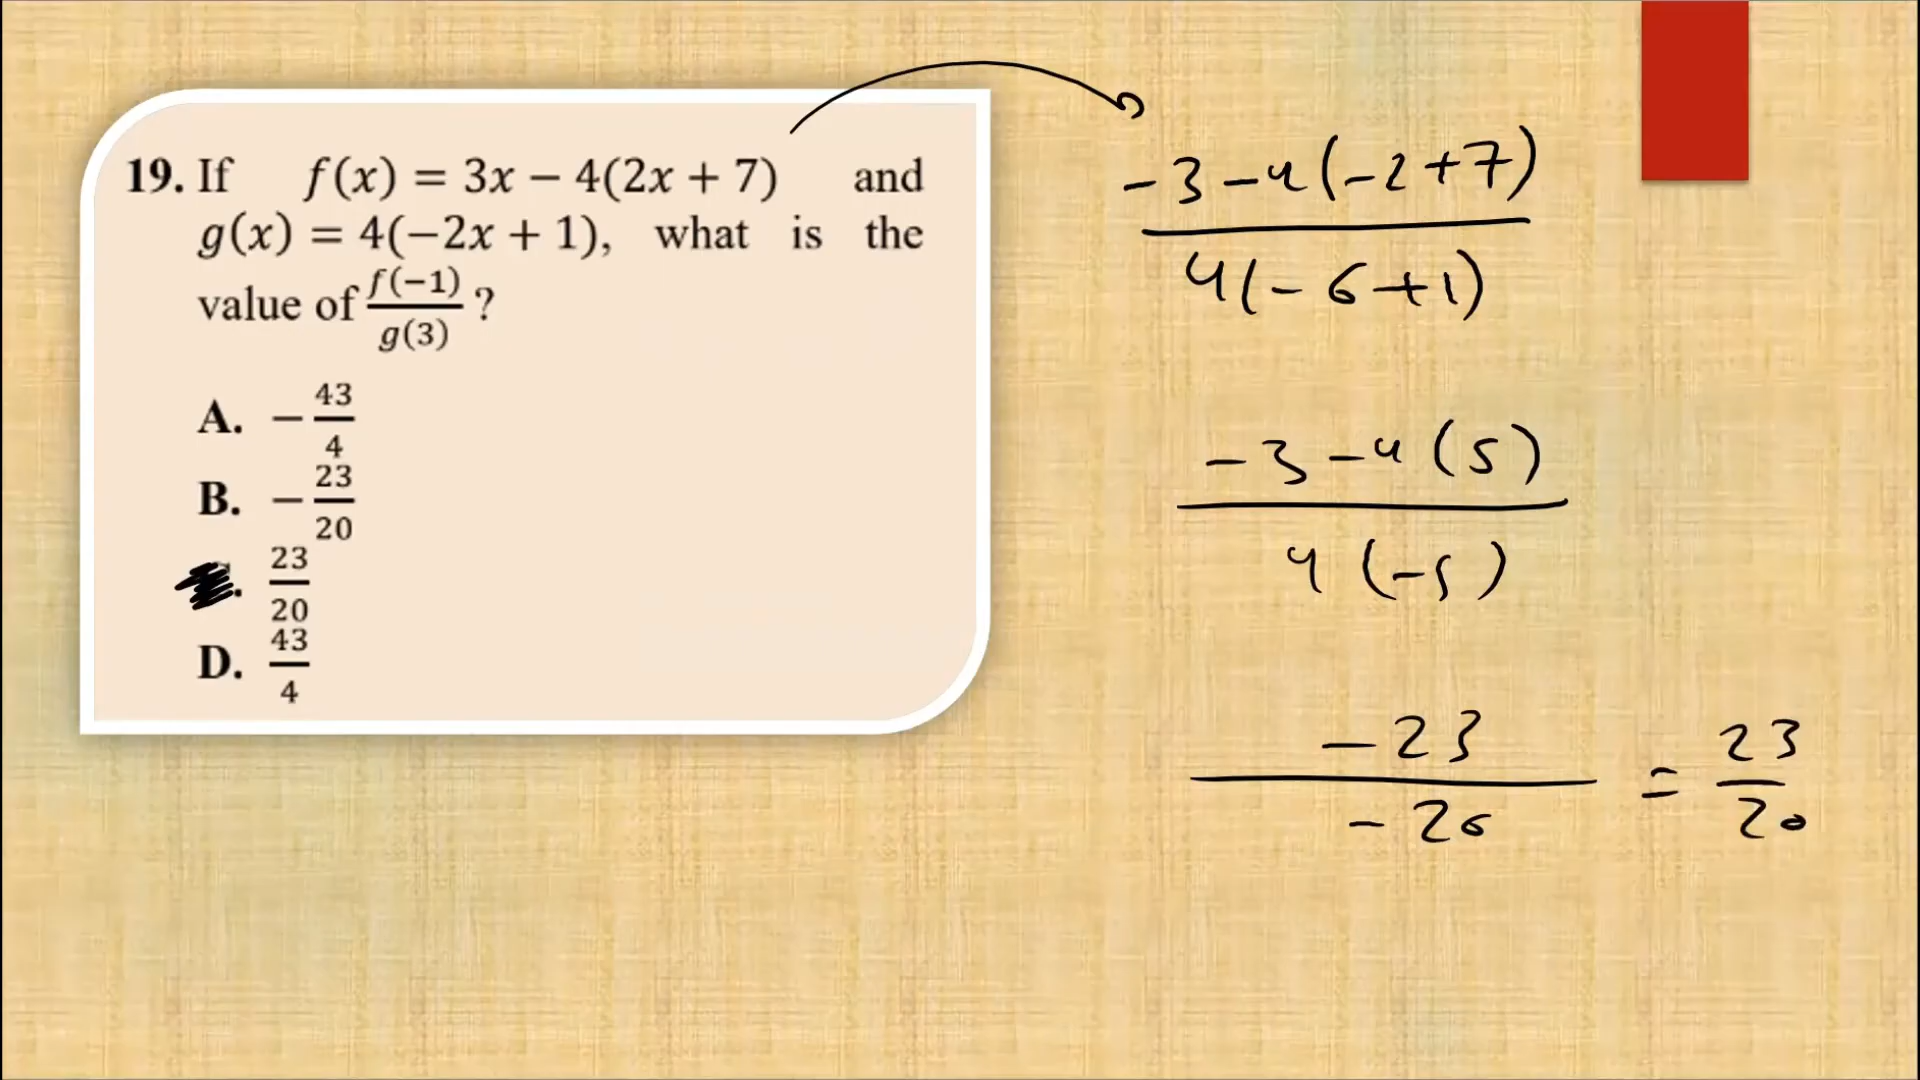 19. If f(x) = 3x − 4(2x + 7) and
g(x) = 4(−2x + 1), what is the
value of f(−1)/g(3) ?
A. − 43/4
B. − 23/20
. 23/20
D. 43/4
-3-4(-2+7)
4(-6+1)
-3-4(5)
4(-5)
-23
-20
= 23/20